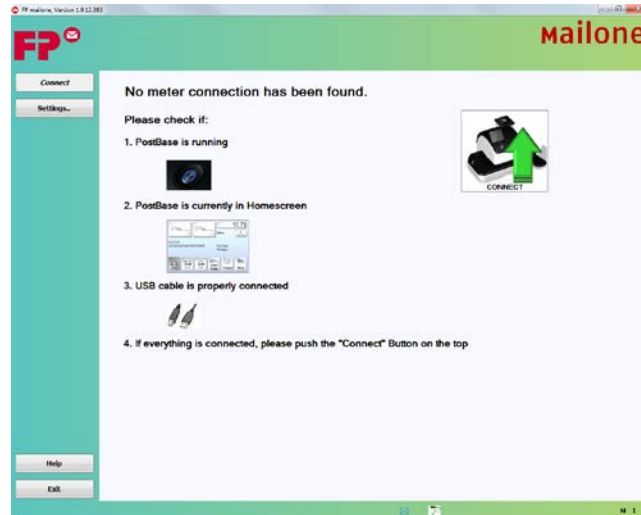 FP mailone, Version 1.9.12.383
FP
Mailone
Connect
Settings...
No meter connection has been found.
Please check if:
1. PostBase is running
CONNECT
2. PostBase is currently in Homescreen
3. USB cable is properly connected
4. If everything is connected, please push the "Connect" Button on the top
Help
Exit